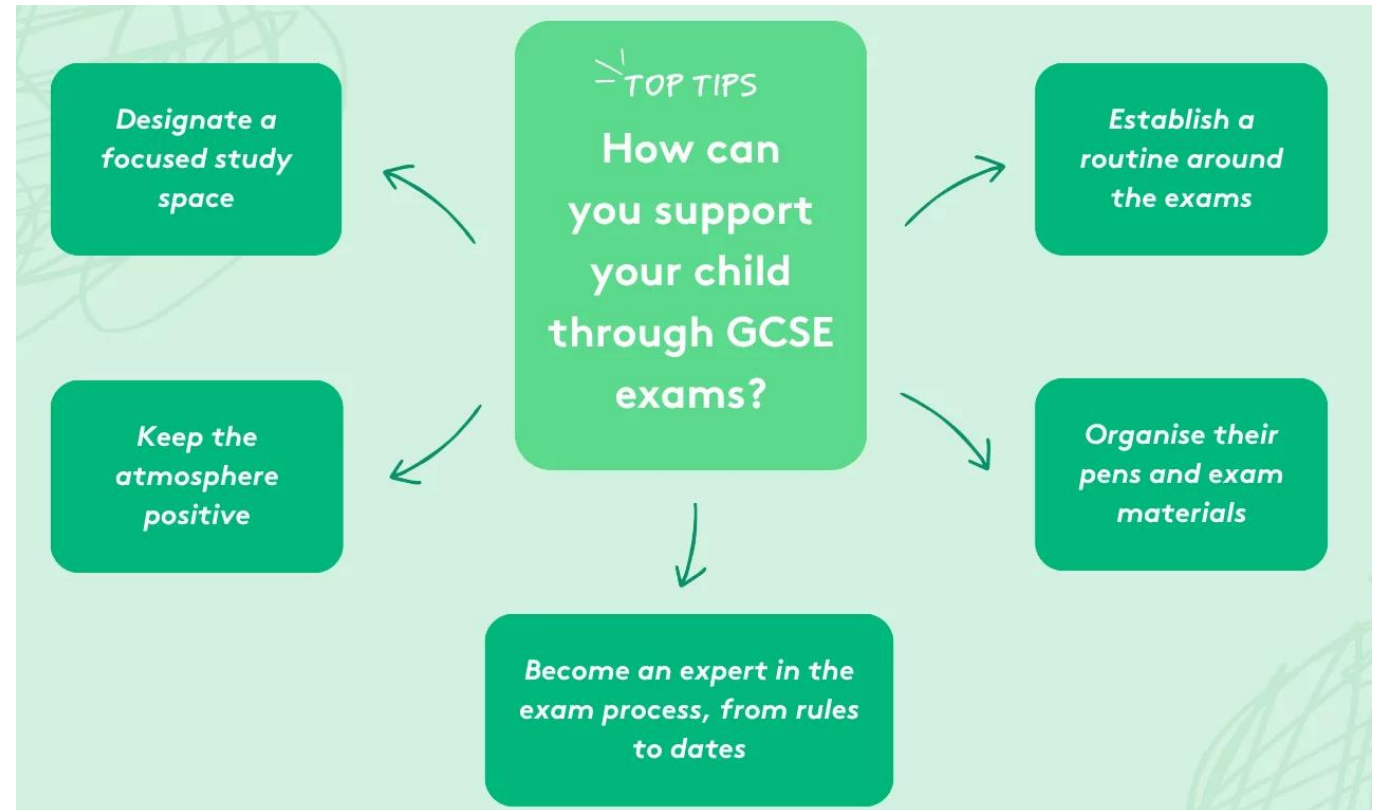 TOP TIPS
How can
you support
your child
through GCSE
exams?
Designate a
focused study
space
Establish a
routine around
the exams
Keep the
atmosphere
positive
Organise their
pens and exam
materials
Become an expert in the
exam process, from rules
to dates